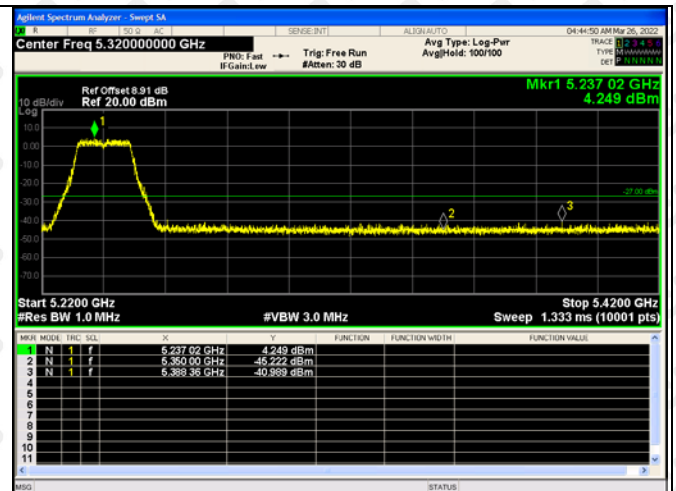 Agilent Spectrum Analyzer - Swept SA
R RF 50 Ω AC SENSE:INT ALIGN AUTO 04:44:50 AM Mar 26, 2022
Center Freq 5.320000000 GHz
PNO: Fast
IFGain:Low
Trig: Free Run
#Atten: 30 dB
Avg Type: Log-Pwr
Avg|Hold: 100/100
TRACE 1 2 3 4 5 6
TYPE M
DET P N N N N N
Ref Offset 8.91 dB
Ref 20.00 dBm
10 dB/div
Log
Mkr1 5.237 02 GHz
4.249 dBm
10.0
0.00
-10.0
-20.0
-30.0
-40.0
-50.0
-60.0
-70.0
1
2
3
-27.00 dBm
Start 5.2200 GHz
Stop 5.4200 GHz
#Res BW 1.0 MHz
#VBW 3.0 MHz
Sweep 1.333 ms (10001 pts)
MKR MODE TRC SCL X Y FUNCTION FUNCTION WIDTH FUNCTION VALUE
1 N 1 f 5.237 02 GHz 4.249 dBm
2 N 1 f 5.350 00 GHz -45.222 dBm
3 N 1 f 5.388 36 GHz -40.989 dBm
4
5
6
7
8
9
10
11
MSG STATUS